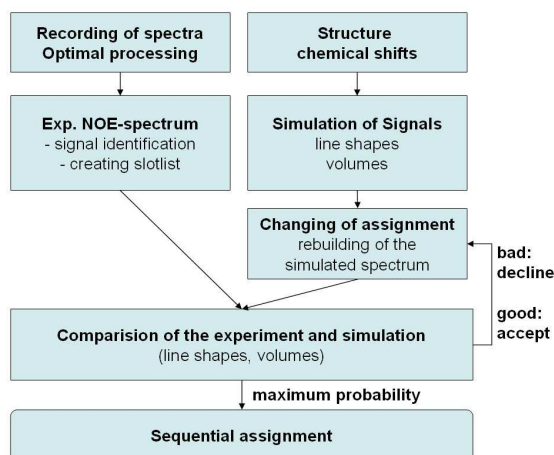 Recording of spectra
Optimal processing
Structure
chemical shifts
Exp. NOE-spectrum
- signal identification
- creating slotlist
Simulation of Signals
line shapes
volumes
Changing of assignment
rebuilding of the
simulated spectrum
bad:
decline
good:
accept
Comparision of the experiment and simulation
(line shapes, volumes)
maximum probability
Sequential assignment